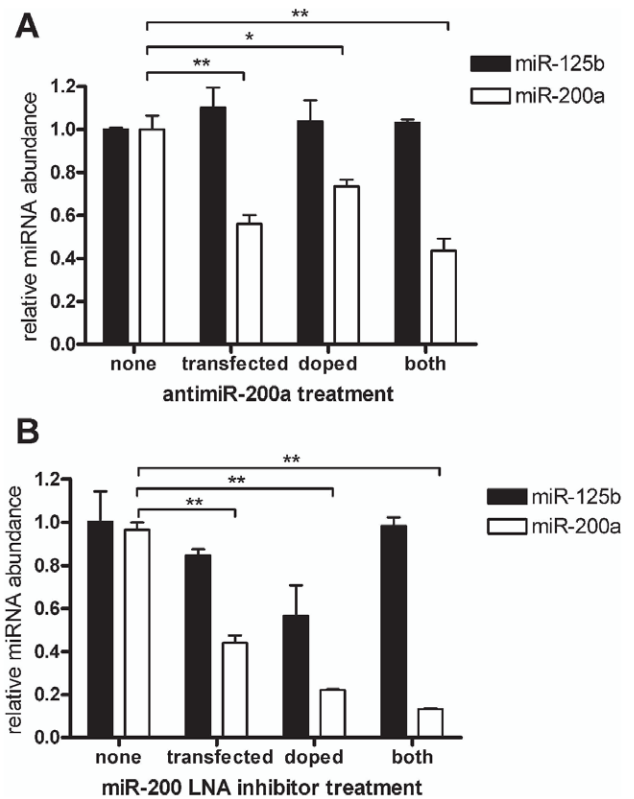 A
**
*
**
miR-125b
miR-200a
relative miRNA abundance
1.2
1.0
0.8
0.6
0.4
0.2
0.0
none transfected doped both
antimiR-200a treatment
B
**
**
**
miR-125b
miR-200a
relative miRNA abundance
1.2
1.0
0.8
0.6
0.4
0.2
0.0
none transfected doped both
miR-200 LNA inhibitor treatment